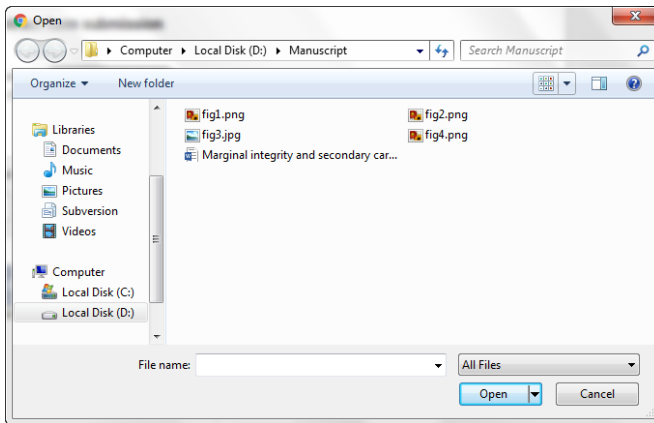 Open
Computer ▸ Local Disk (D:) ▸ Manuscript
Search Manuscript
Organize
New folder
Libraries
Documents
Music
Pictures
Subversion
Videos
Computer
Local Disk (C:)
Local Disk (D:)
fig1.png
fig2.png
fig3.jpg
fig4.png
Marginal integrity and secondary car...
File name:
All Files
Open
Cancel